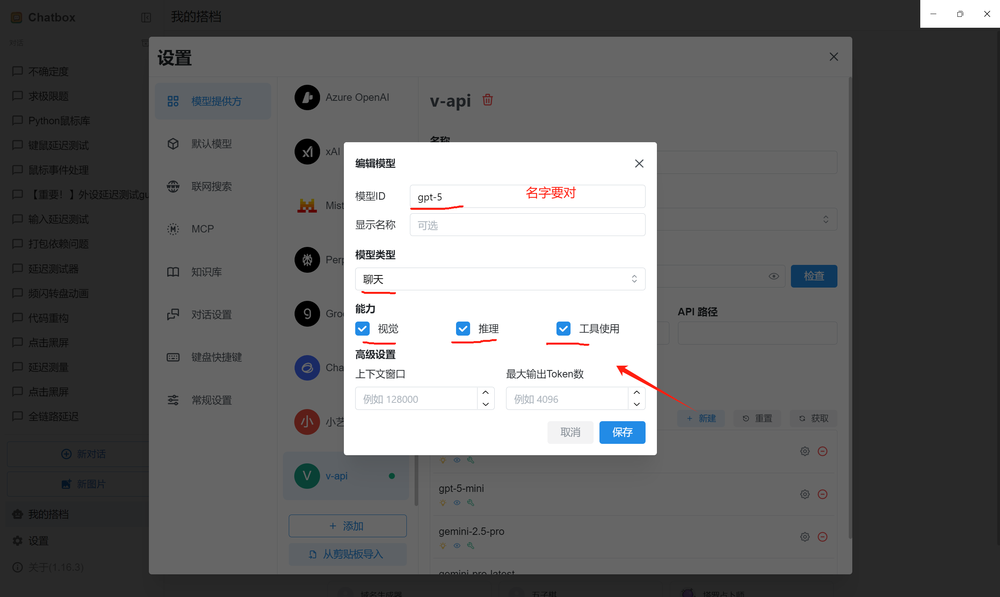 Chatbox
我的搭档
对话
不确定度
求极限题
Python鼠标库
键鼠延迟测试
鼠标事件处理
【重要！】外设延迟测试gu
输入延迟测试
打包依赖问题
延迟测试器
频闪转盘动画
代码重构
点击黑屏
延迟测量
点击黑屏
全链路延迟
新对话
新图片
我的搭档
设置
关于(1.16.3)
设置
模型提供方
默认模型
联网搜索
MCP
知识库
对话设置
键盘快捷键
常规设置
Azure OpenAI
xAI
Mist
Perp
Groc
Cha
小 小艺
V v-api
添加
从剪贴板导入
v-api
名称
检查
API 路径
新建
重置
获取
gpt-5-mini
gemini-2.5-pro
gemini-pro-latest
编辑模型
模型ID
gpt-5
名字要对
显示名称
可选
模型类型
聊天
能力
视觉
推理
工具使用
高级设置
上下文窗口
最大输出Token数
例如 128000
例如 4096
取消
保存
域名生成器
五子棋
塔罗占卜师